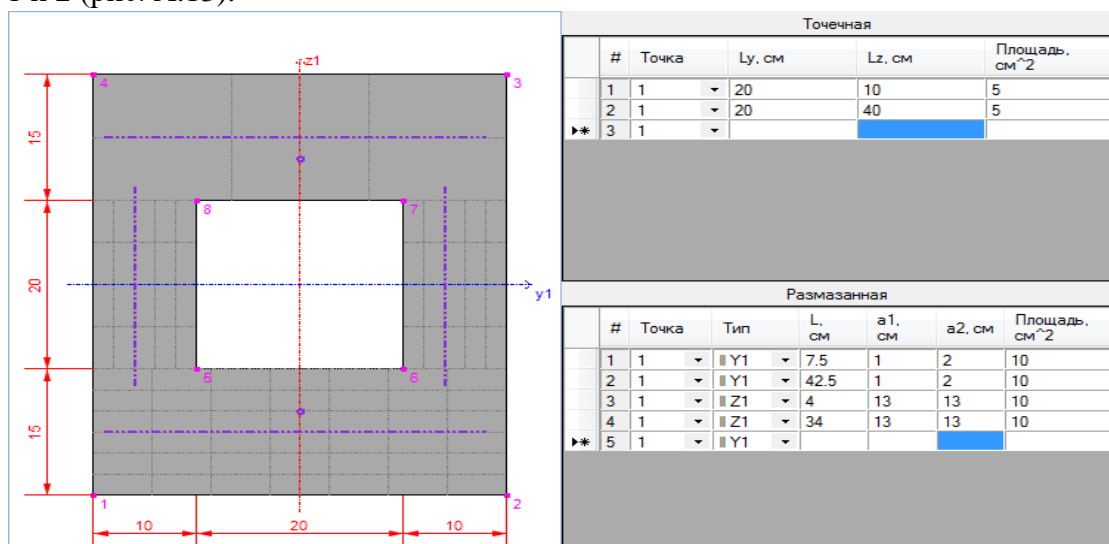 1 и 2 (рис. А.13).
z1
4
3
15
8
7
20
y1
5
6
15
1
2
10
20
10
Точечная
# Точка Ly, см Lz, см Площадь, см^2
1 1 20 10 5
2 1 20 40 5
3 1
Размазанная
# Точка Тип L, см a1, см a2, см Площадь, см^2
1 1 Y1 7.5 1 2 10
2 1 Y1 42.5 1 2 10
3 1 Z1 4 13 13 10
4 1 Z1 34 13 13 10
5 1 Y1